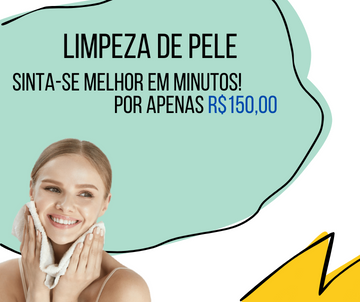 LIMPEZA DE PELE
SINTA-SE MELHOR EM MINUTOS!
POR APENAS R$150,00